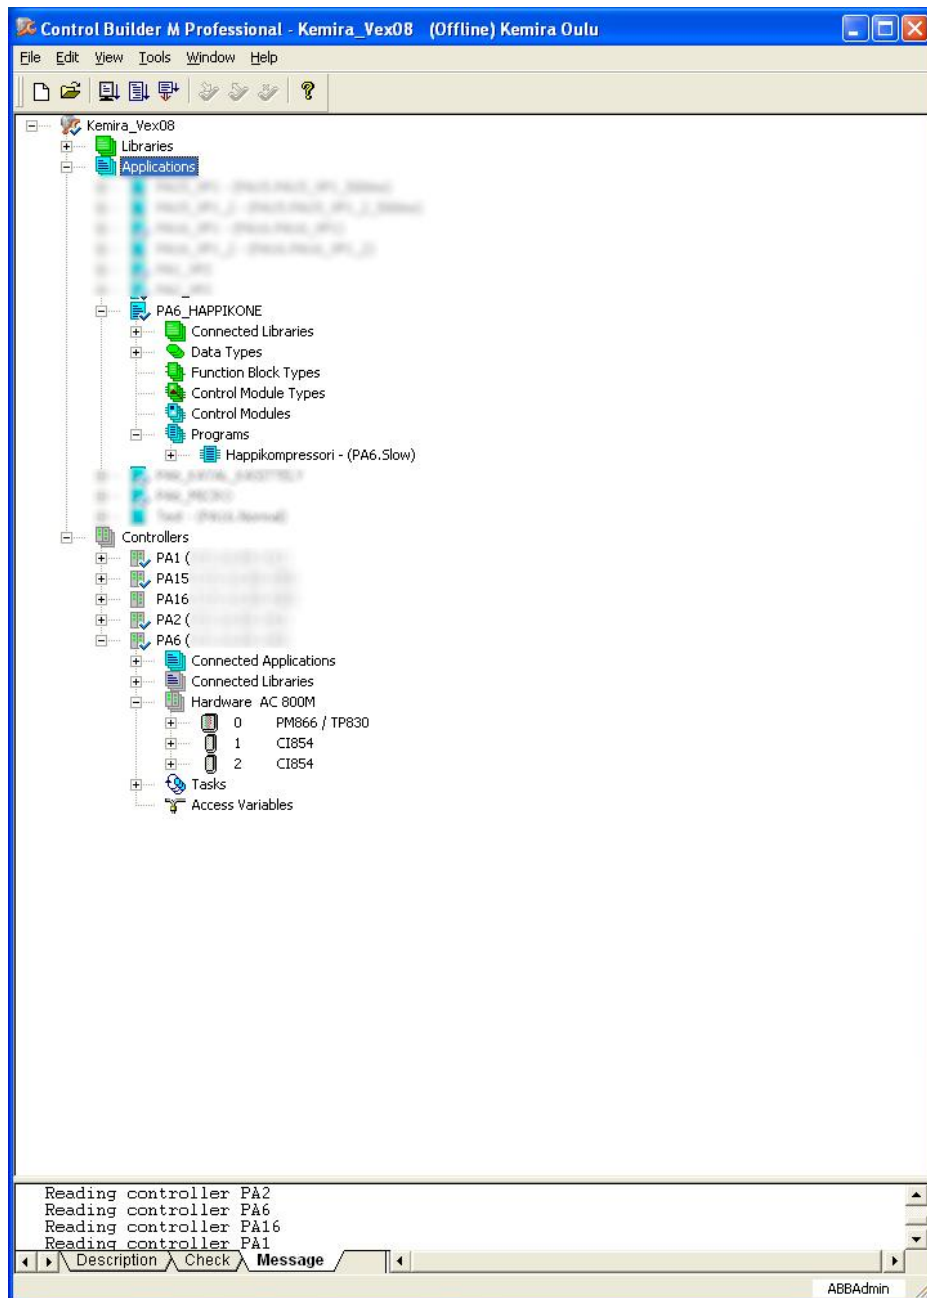 Control Builder M Professional - Kemira_Vex08 (Offline) Kemira Oulu
File Edit View Tools Window Help
Kemira_Vex08
Libraries
Applications
PA6_HAPPIKONE
Connected Libraries
Data Types
Function Block Types
Control Module Types
Control Modules
Programs
Happikompressori - (PA6.Slow)
Controllers
PA1 (
PA15
PA16
PA2 (
PA6 (
Connected Applications
Connected Libraries
Hardware AC 800M
0 PM866 / TP830
1 CI854
2 CI854
Tasks
Access Variables
Reading controller PA2
Reading controller PA6
Reading controller PA16
Reading controller PA1
Description Check Message
ABBAdmin